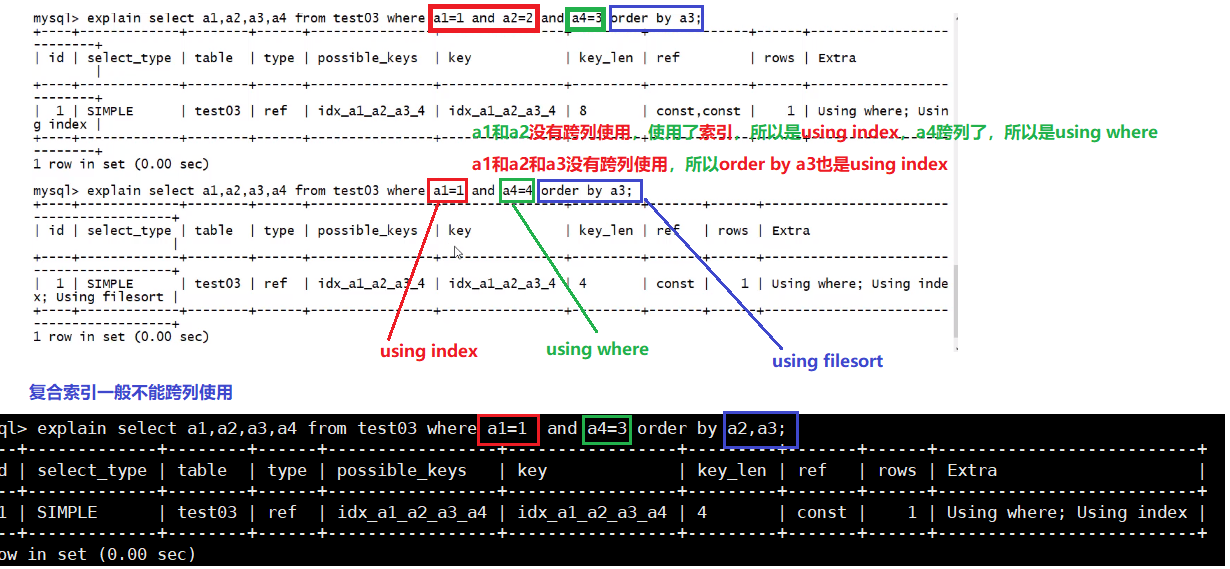 mysql> explain select a1,a2,a3,a4 from test03 where a1=1 and a2=2 and a4=3 order by a3;
+----+-------------+--------+------+----------------+----------------+---------+-------------+------+------------------
--------+
| id | select_type | table | type | possible_keys | key | key_len | ref | rows | Extra
|
+----+-------------+--------+------+----------------+----------------+---------+-------------+------+------------------
--------+
| 1 | SIMPLE | test03 | ref | idx_a1_a2_a3_4 | idx_a1_a2_a3_4 | 8 | const,const | 1 | Using where; Usin
g index |
a1和a2没有跨列使用，使用了索引，所以是using index，a4跨列了，所以是using where
+----+-------------+--------+------+----------------+----------------+---------+-------------+------+------------------
--------+
1 row in set (0.00 sec)
a1和a2和a3没有跨列使用，所以order by a3也是using index
mysql> explain select a1,a2,a3,a4 from test03 where a1=1 and a4=4 order by a3;
+----+-------------+--------+------+----------------+----------------+---------+-------+------+------------------------
------------------+
| id | select_type | table | type | possible_keys | key | key_len | ref | rows | Extra
|
+----+-------------+--------+------+----------------+----------------+---------+-------+------+------------------------
------------------+
| 1 | SIMPLE | test03 | ref | idx_a1_a2_a3_4 | idx_a1_a2_a3_4 | 4 | const | 1 | Using where; Using inde
x; Using filesort |
+----+-------------+--------+------+----------------+----------------+---------+-------+------+------------------------
------------------+
1 row in set (0.00 sec)
using index
using where
using filesort
复合索引一般不能跨列使用
ql> explain select a1,a2,a3,a4 from test03 where a1=1 and a4=3 order by a2,a3;
--+-------------+--------+------+-----------------+-----------------+---------+-------+------+--------------------------+
d | select_type | table | type | possible_keys | key | key_len | ref | rows | Extra |
--+-------------+--------+------+-----------------+-----------------+---------+-------+------+--------------------------+
1 | SIMPLE | test03 | ref | idx_a1_a2_a3_a4 | idx_a1_a2_a3_a4 | 4 | const | 1 | Using where; Using index |
--+-------------+--------+------+-----------------+-----------------+---------+-------+------+--------------------------+
ow in set (0.00 sec)